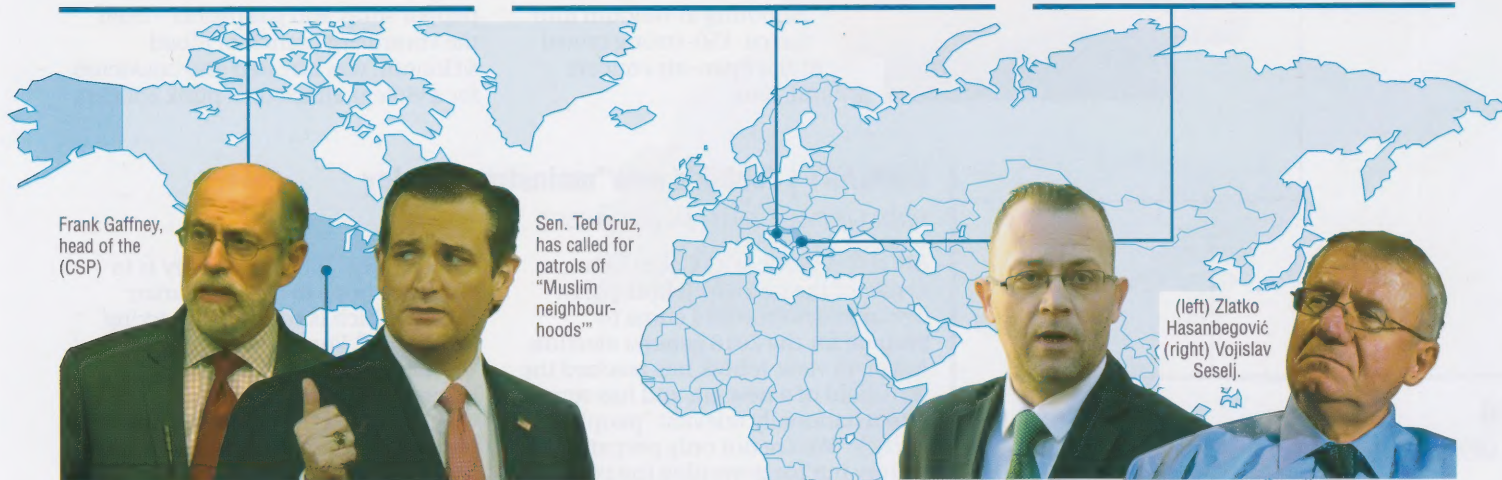 Frank Gaffney,
head of the
(CSP)
Sen. Ted Cruz,
has called for
patrols of
“Muslim
neighbour-
hoods’”
(left) Zlatko
Hasanbegović
(right) Vojislav
Seselj.